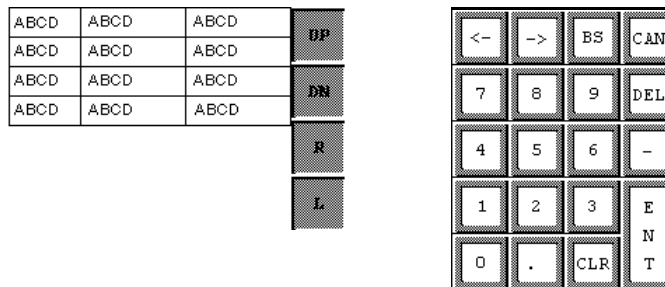 ABCD ABCD ABCD
ABCD ABCD ABCD
ABCD ABCD ABCD
ABCD ABCD ABCD
UP
DN
R
L
<- -> BS CAN
7 8 9 DEL
4 5 6 -
1 2 3
0 . CLR
E
N
T